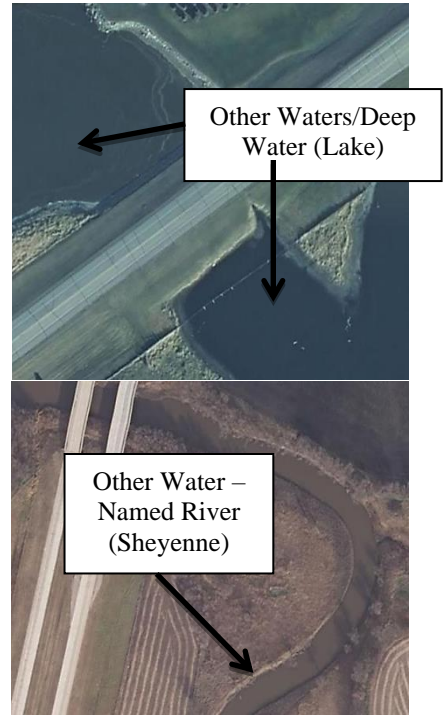 Other Waters/Deep
Water (Lake)
Other Water –
Named River
(Sheyenne)